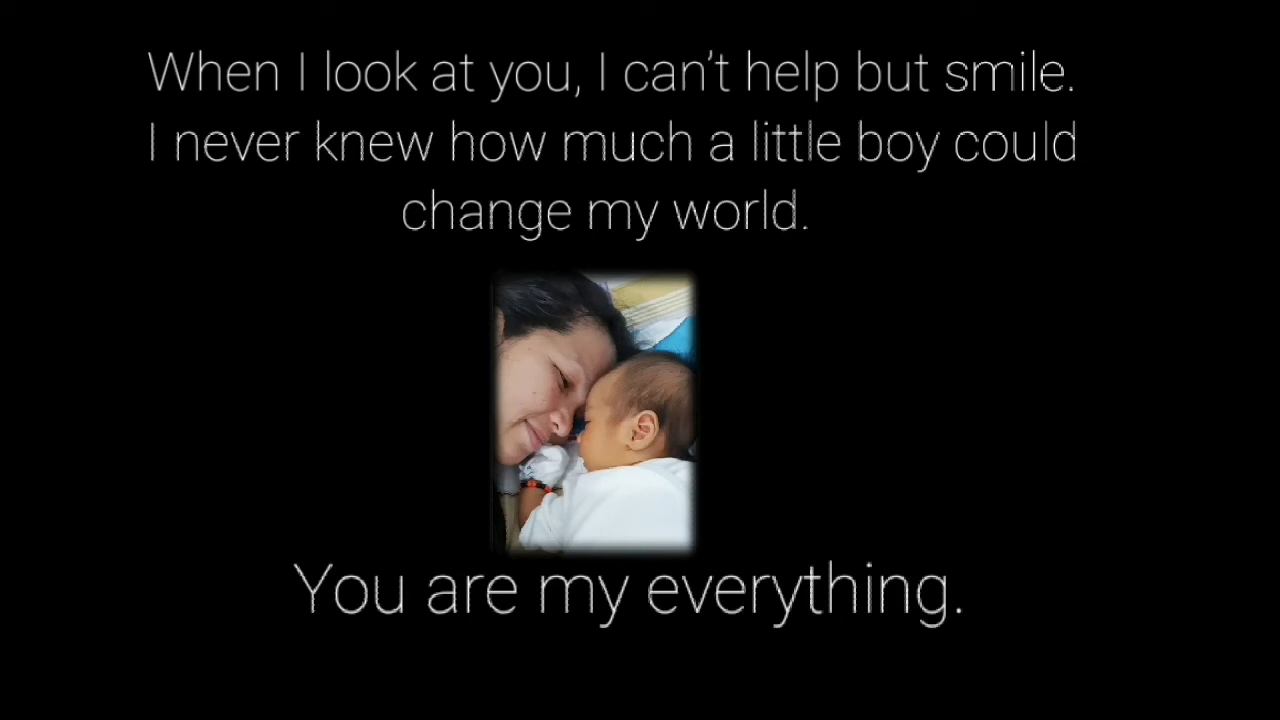 When I look at you, I can’t help but smile.
I never knew how much a little boy could
change my world.
You are my everything.